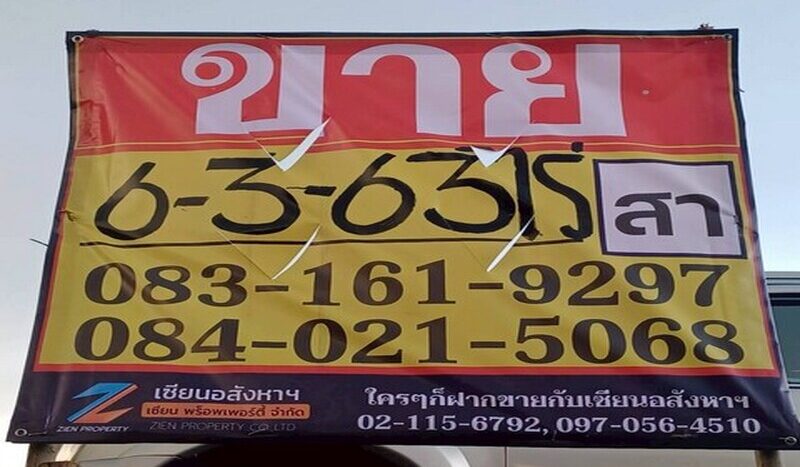 ขาย
6-3-63ไร่ สา
083-161-9297
084-021-5068
เซียนอสังหาฯ
เซียน พร็อพเพอร์ตี้ จำกัด
ZIEN PROPERTY
ZIEN PROPERTY CO.,LTD
ใครๆก็ฝากขายกับเซียนอสังหาฯ
02-115-6792, 097-056-4510